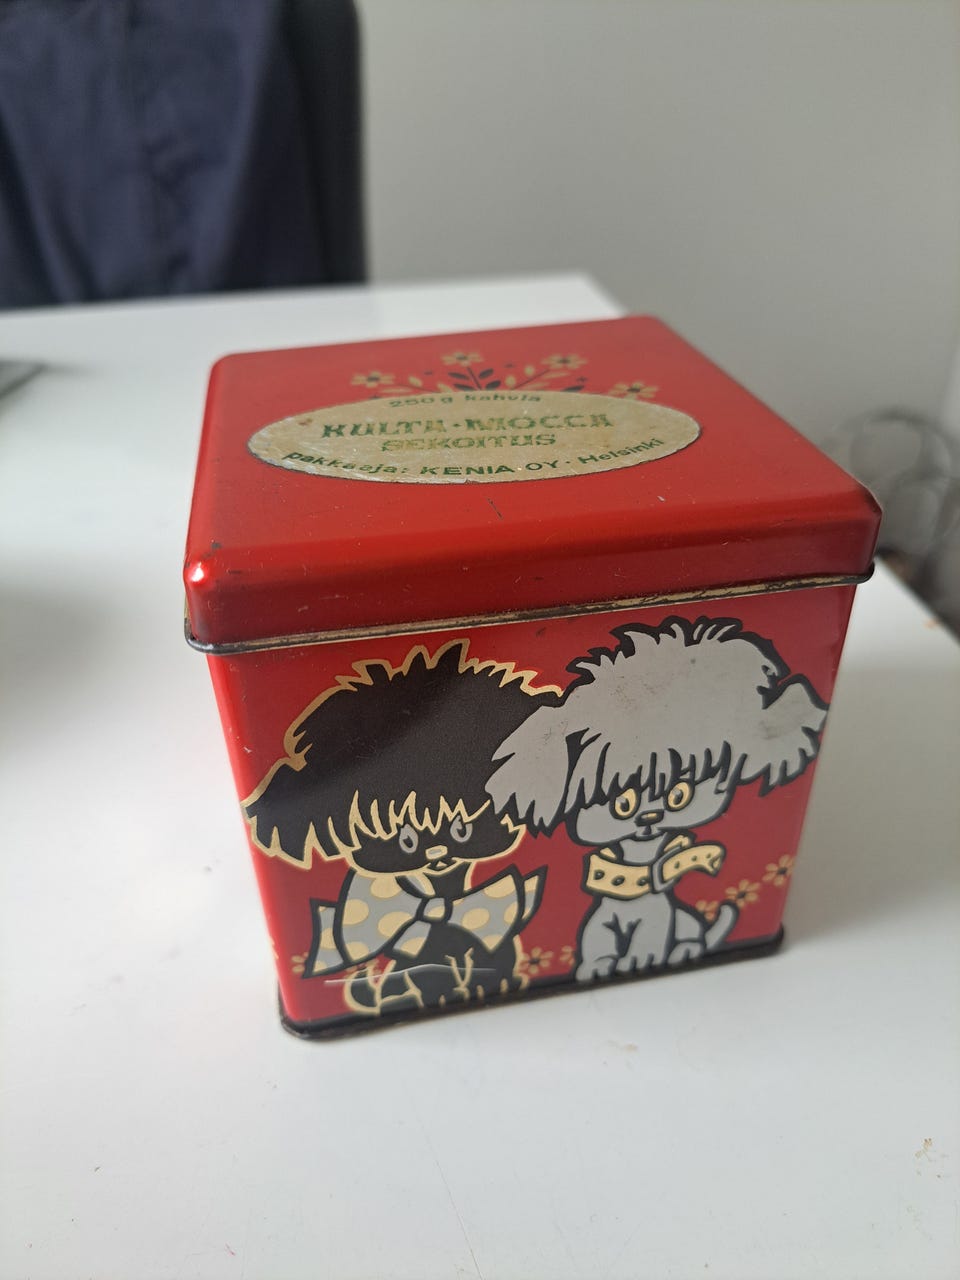 250 g kahvia
KULTA·MOCCA
SEKOITUS
pakkaaja: KENIA OY · Helsinki